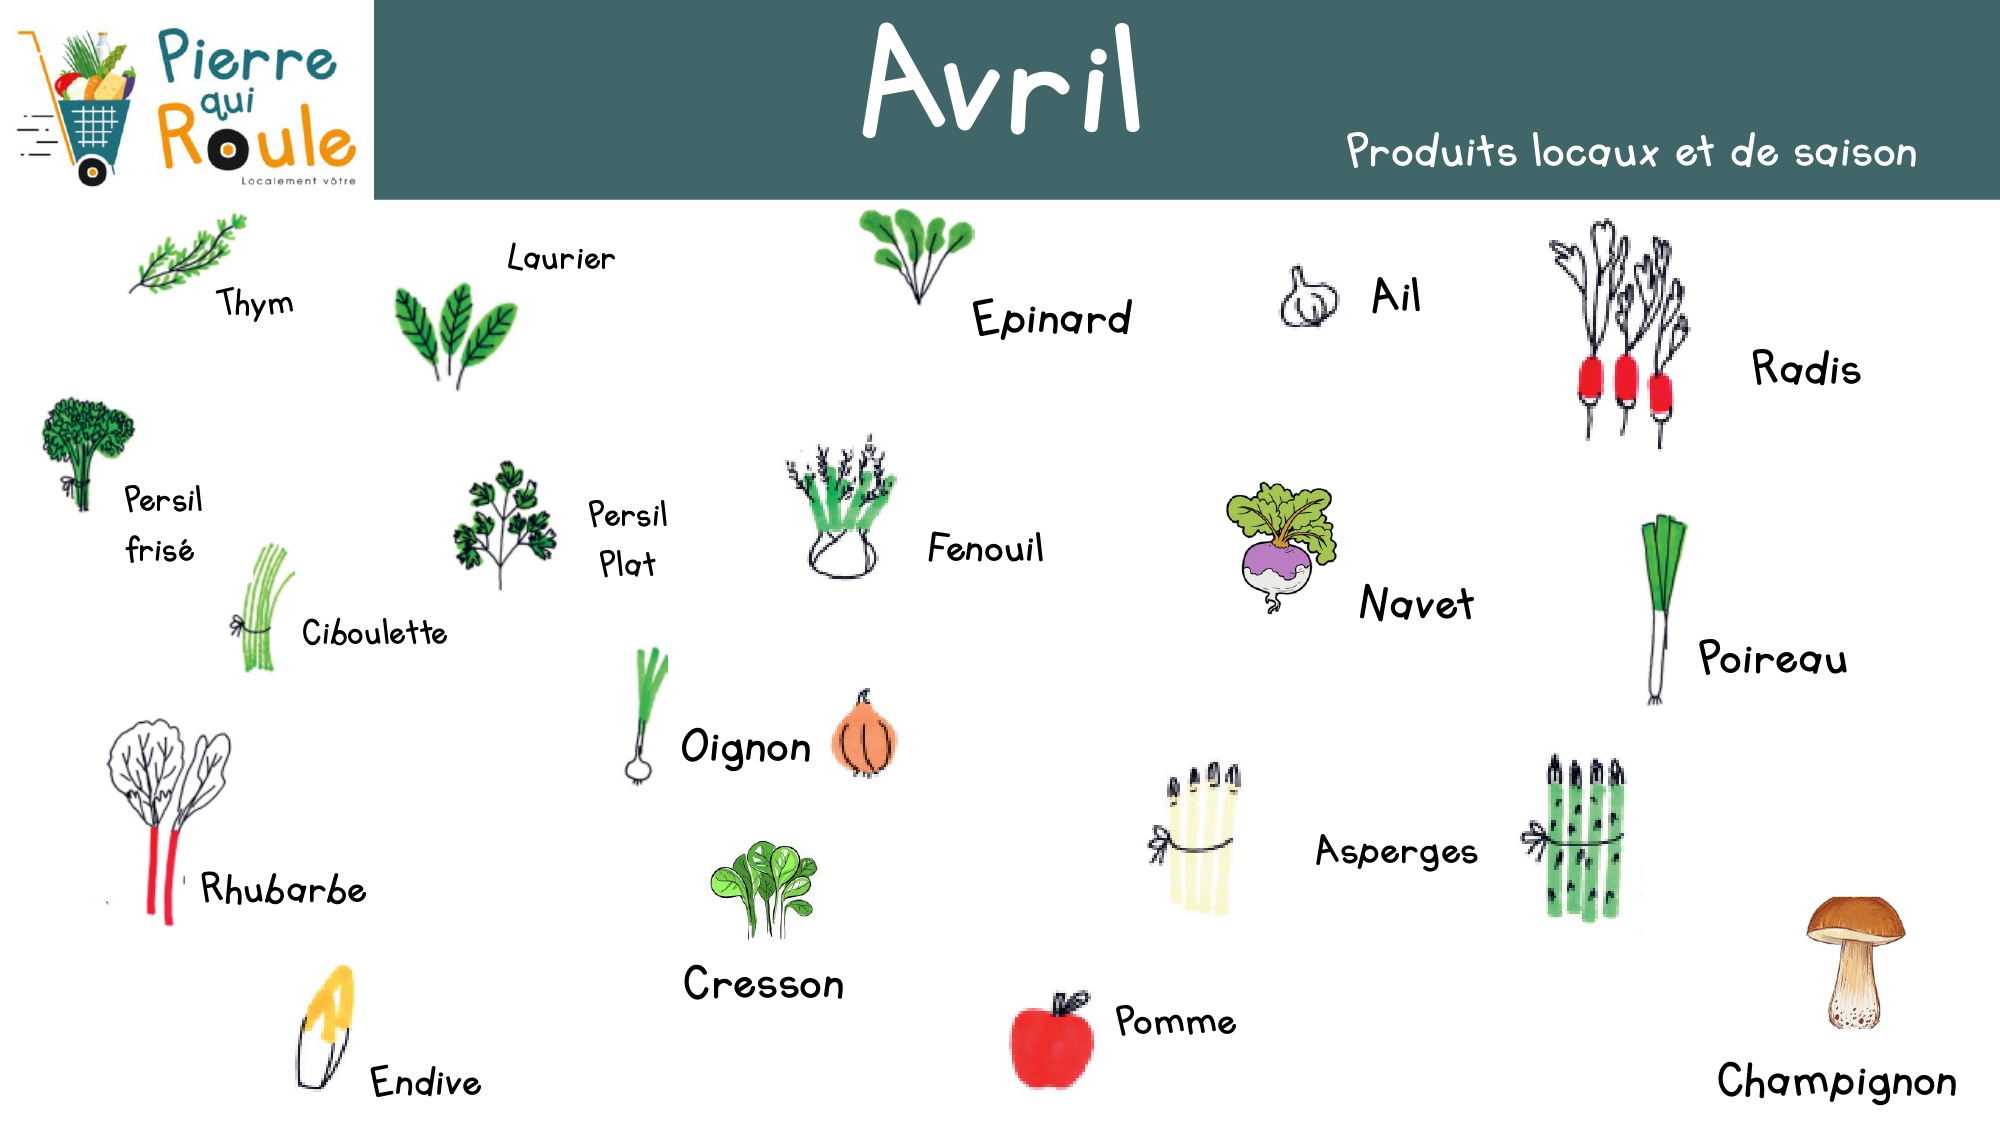 Pierre
qui
Roule
Localement vôtre
Avril
Produits locaux et de saison
Thym
Laurier
Epinard
Ail
Radis
Persil
frisé
Persil
Plat
Fenouil
Navet
Ciboulette
Poireau
Oignon
Asperges
Rhubarbe
Cresson
Pomme
Endive
Champignon